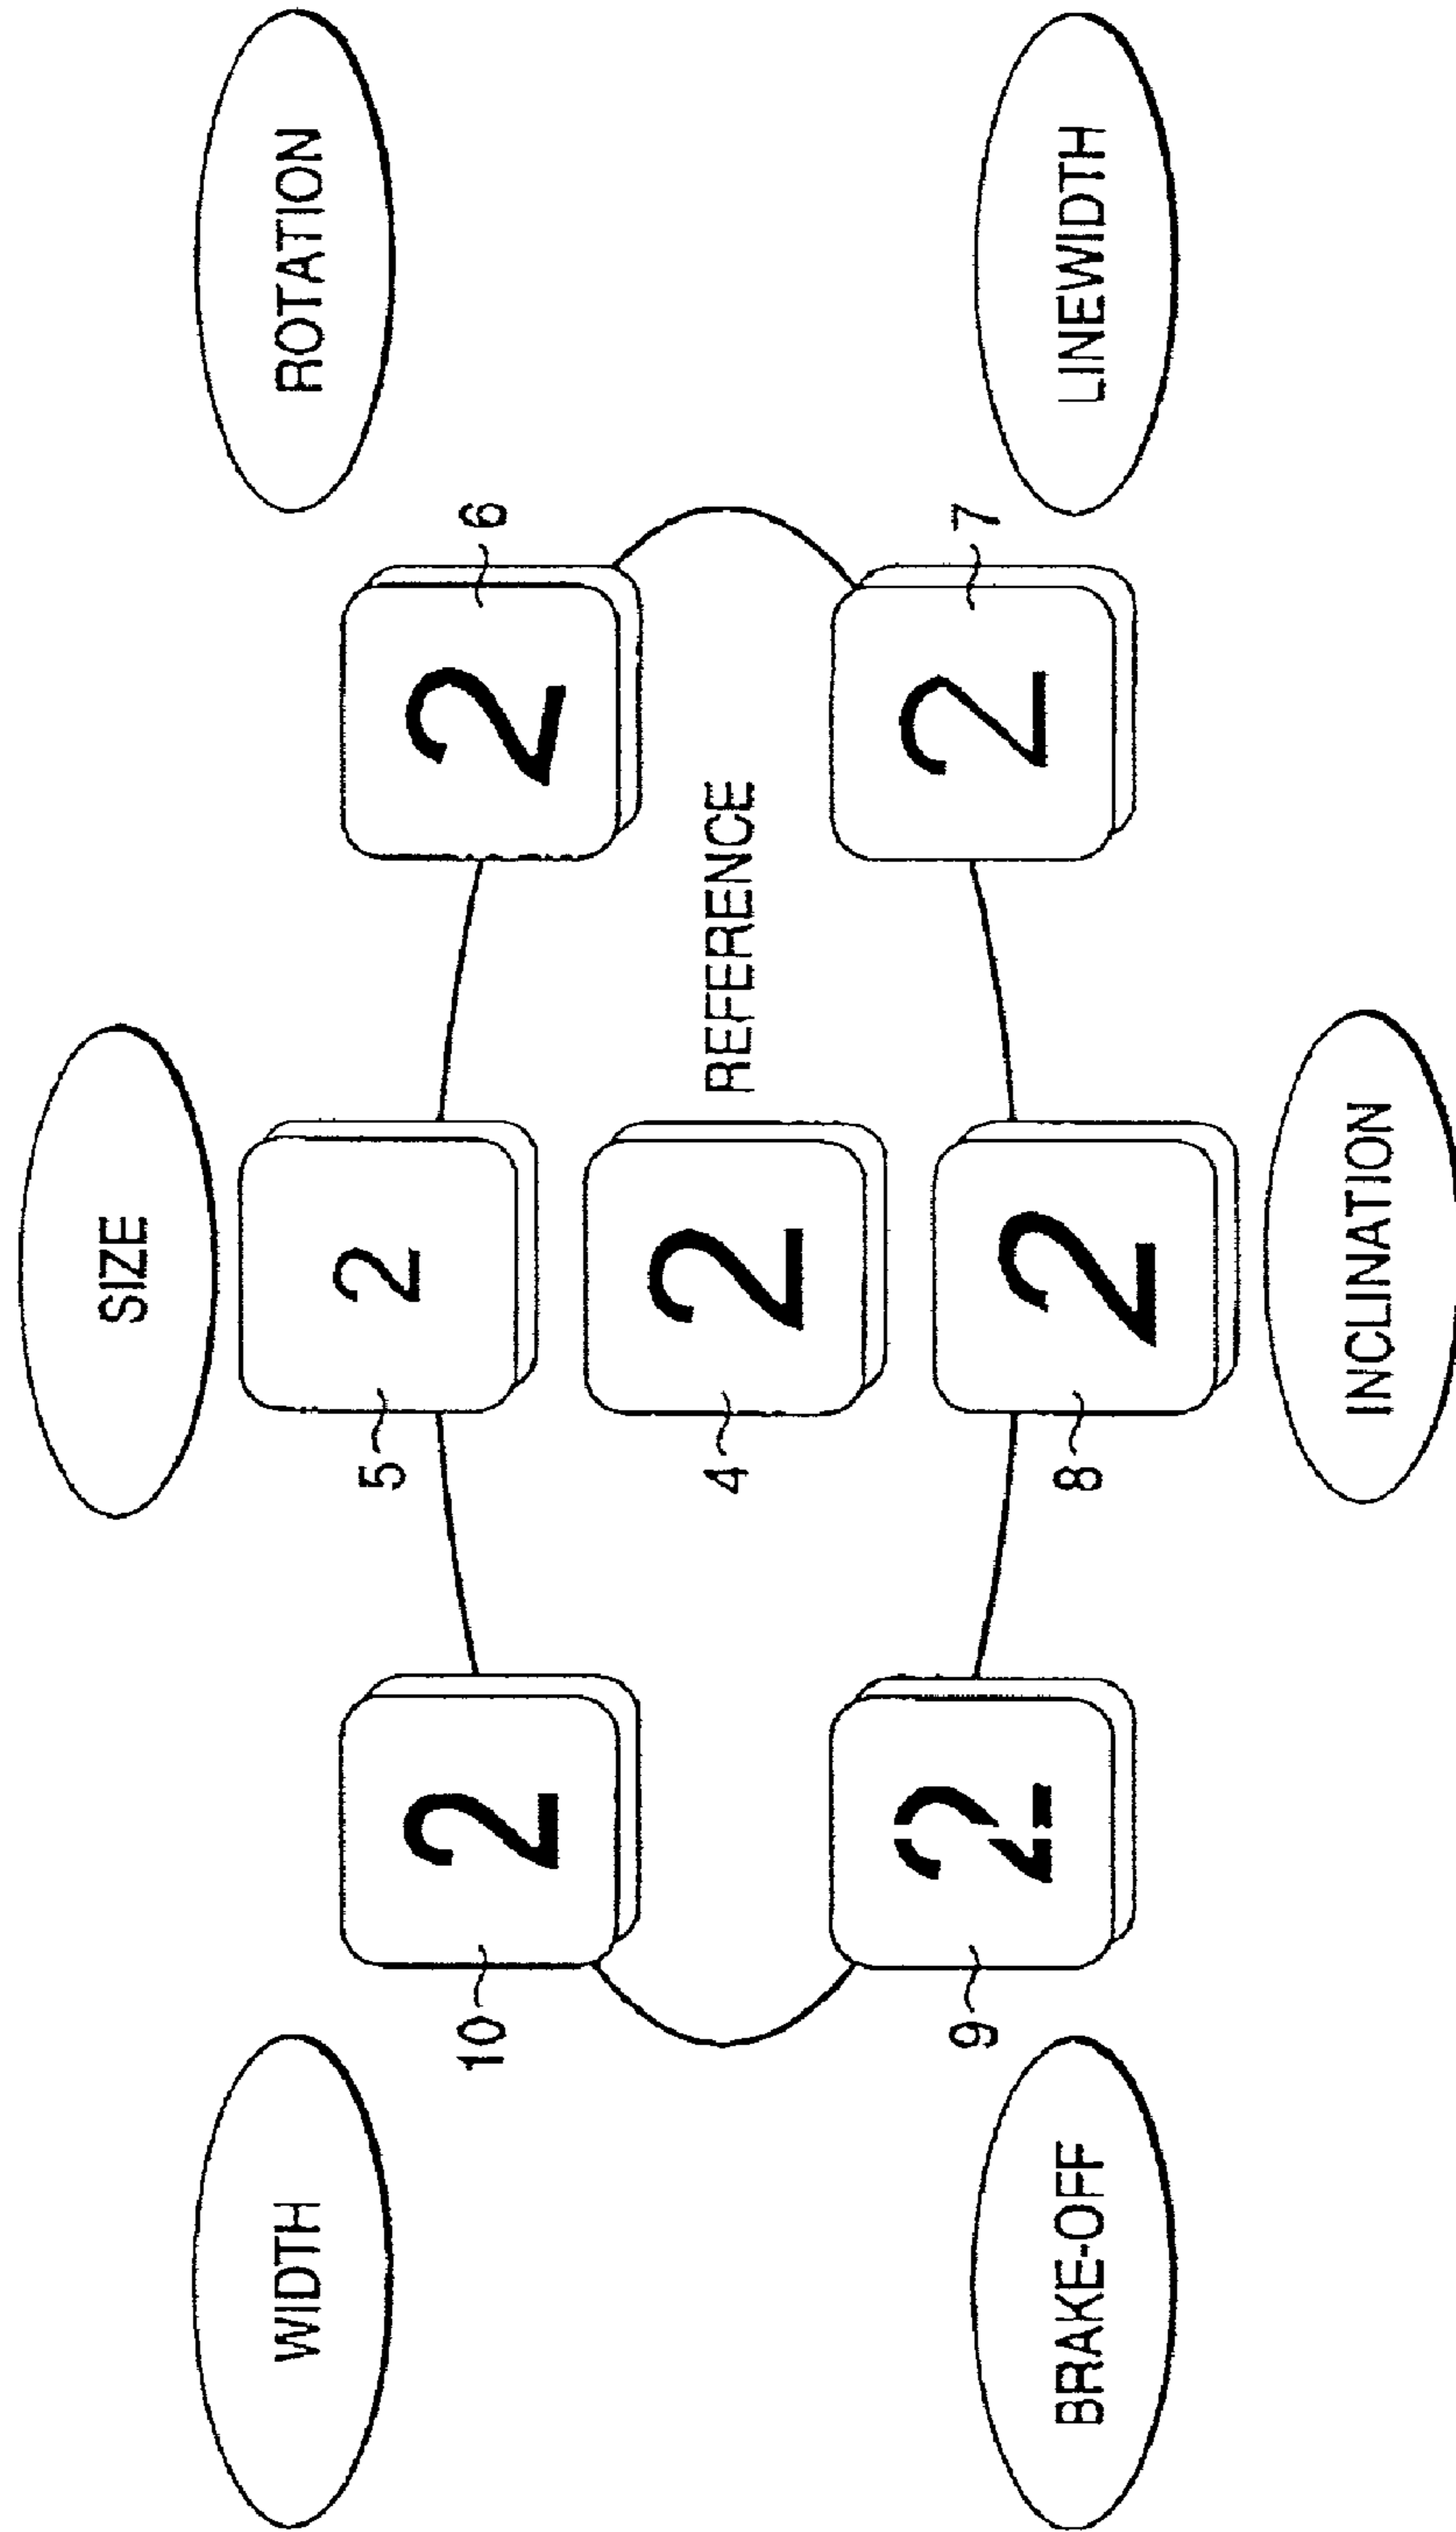 SIZE
WIDTH
ROTATION
5
2
10
2
2
6
4
2
REFERENCE
9
2
2
7
8
2
BRAKE-OFF
LINEWIDTH
INCLINATION